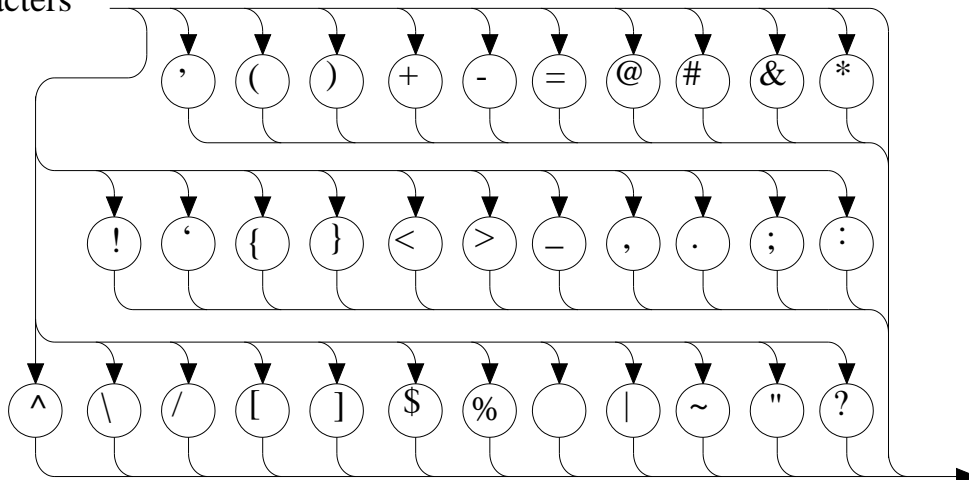 acters
’ ( ) + - = @ # & *
! ‘ { } < > _ , . ; :
^ \ / [ ] $ % | ~ " ?